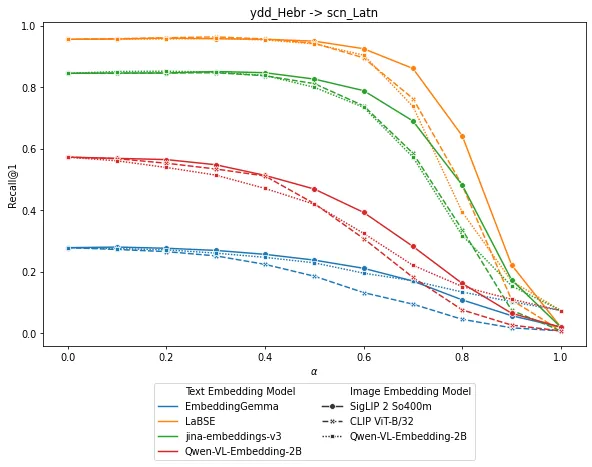 ydd_Hebr -> scn_Latn
1.0
0.8
0.6
0.4
0.2
0.0
Recall@1
0.0 0.2 0.4 0.6 0.8 1.0
α
Text Embedding Model Image Embedding Model
EmbeddingGemma SigLIP 2 So400m
LaBSE CLIP ViT-B/32
jina-embeddings-v3 Qwen-VL-Embedding-2B
Qwen-VL-Embedding-2B